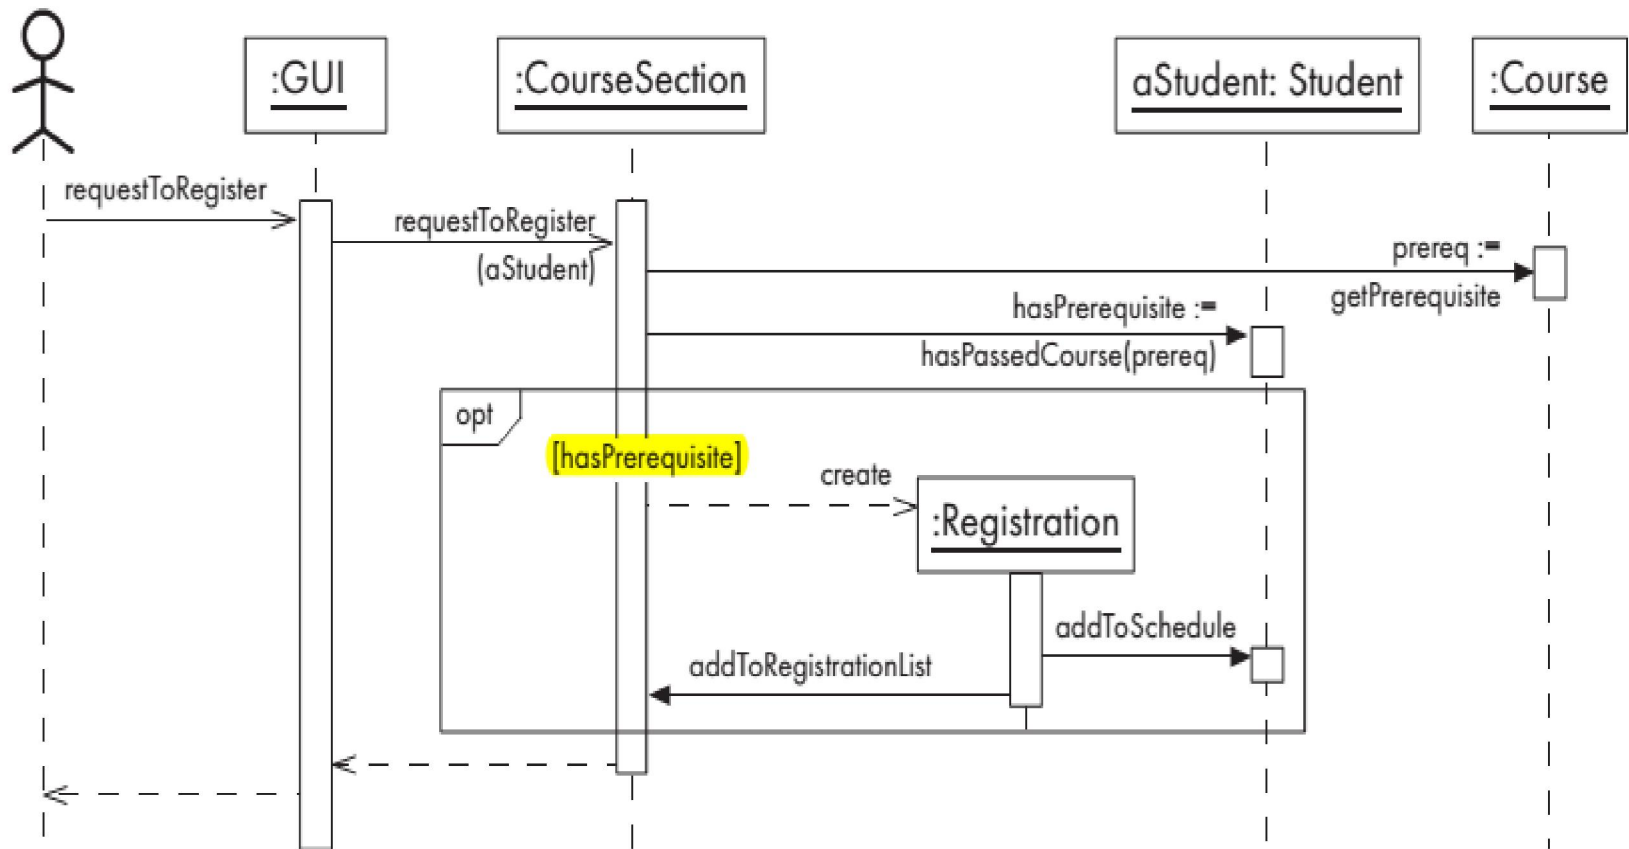 :GUI
:CourseSection
aStudent: Student
:Course
requestToRegister
requestToRegister
(aStudent)
prereq :=
getPrerequisite
hasPrerequisite :=
hasPassedCourse(prereq)
opt
[hasPrerequisite]
create
:Registration
addToSchedule
addToRegistrationList